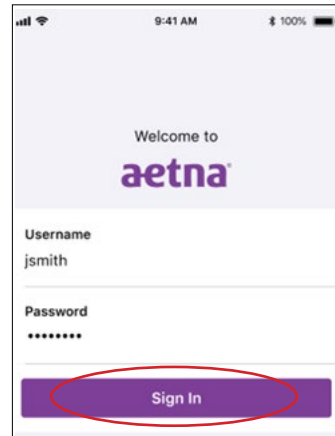 9:41 AM 100%
Welcome to
aetna
Username
jsmith
Password
••••••••
Sign In